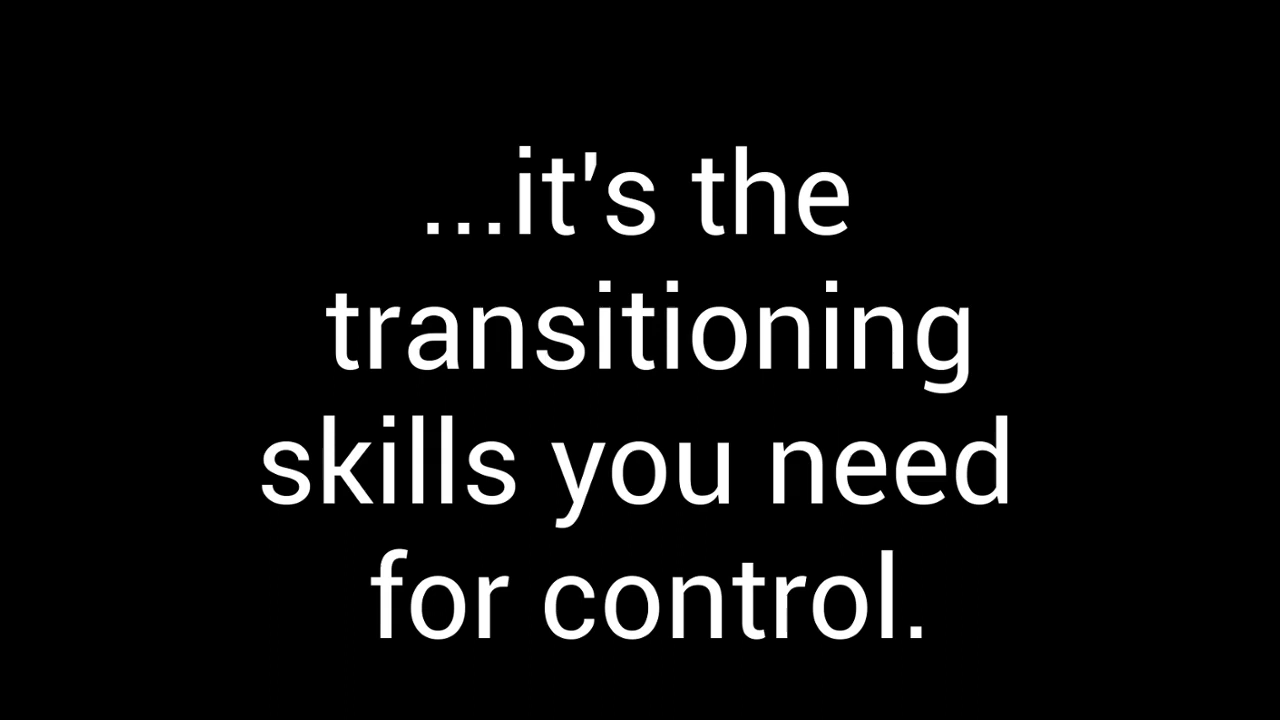 ...it's the
transitioning
skills you need
for control.